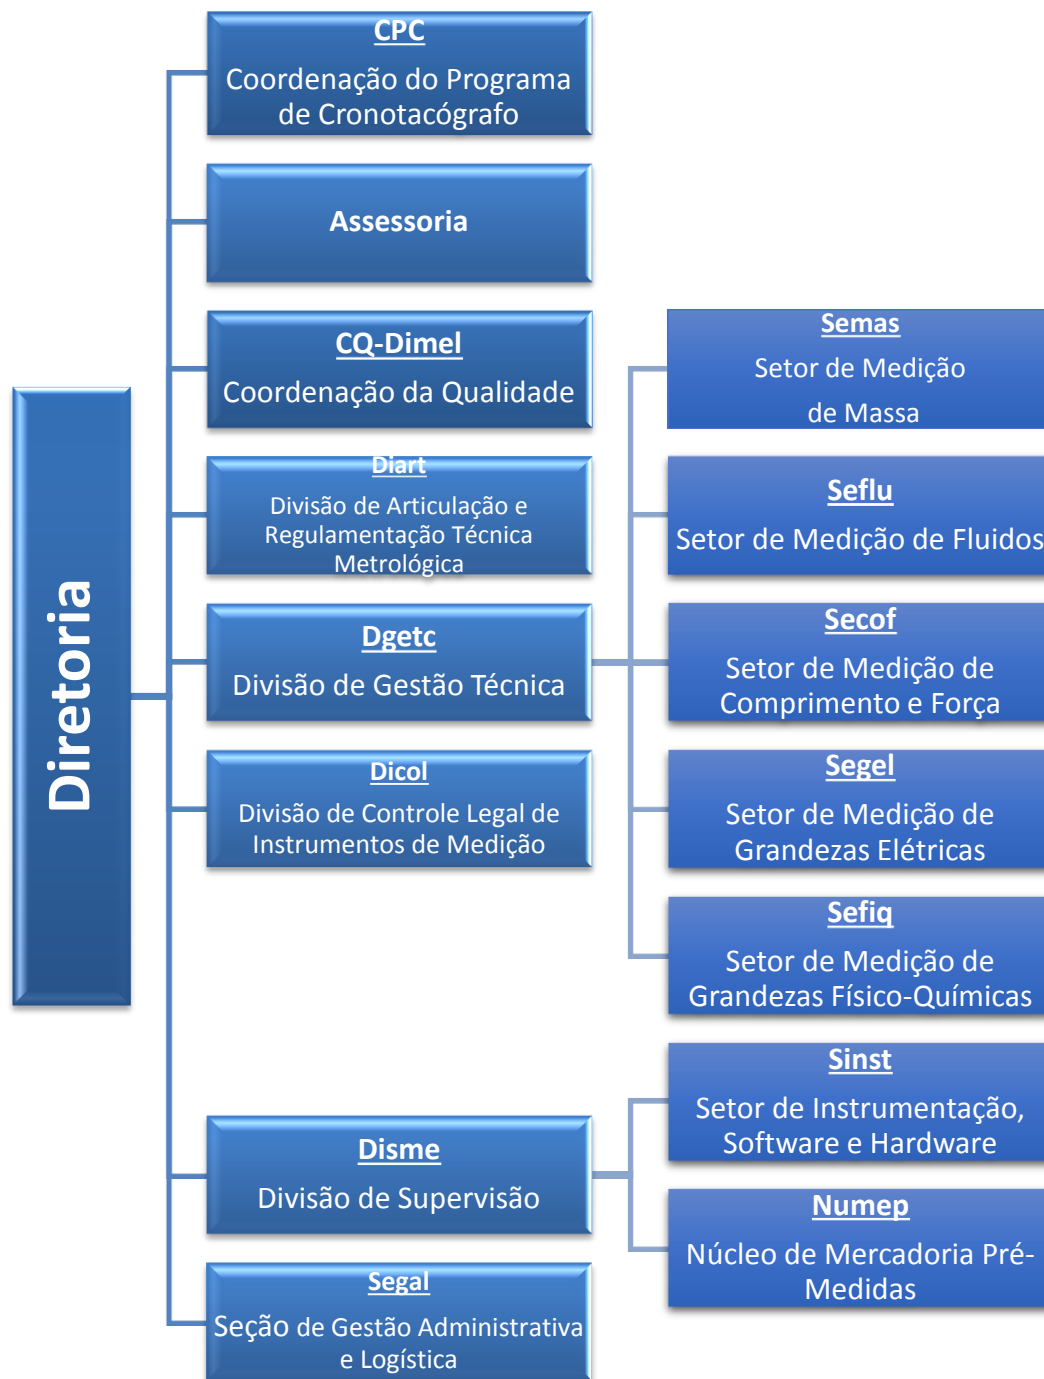 Diretoria
CPC
Coordenação do Programa
de Cronotacógrafo
Assessoria
CQ-Dimel
Coordenação da Qualidade
Diart
Divisão de Articulação e
Regulamentação Técnica
Metrológica
Dgetc
Divisão de Gestão Técnica
Semas
Setor de Medição
de Massa
Seflu
Setor de Medição de Fluidos
Secof
Setor de Medição de
Comprimento e Força
Segel
Setor de Medição de
Grandezas Elétricas
Sefiq
Setor de Medição de
Grandezas Físico-Químicas
Dicol
Divisão de Controle Legal de
Instrumentos de Medição
Disme
Divisão de Supervisão
Sinst
Setor de Instrumentação,
Software e Hardware
Numep
Núcleo de Mercadoria Pré-
Medidas
Segal
Seção de Gestão Administrativa
e Logística